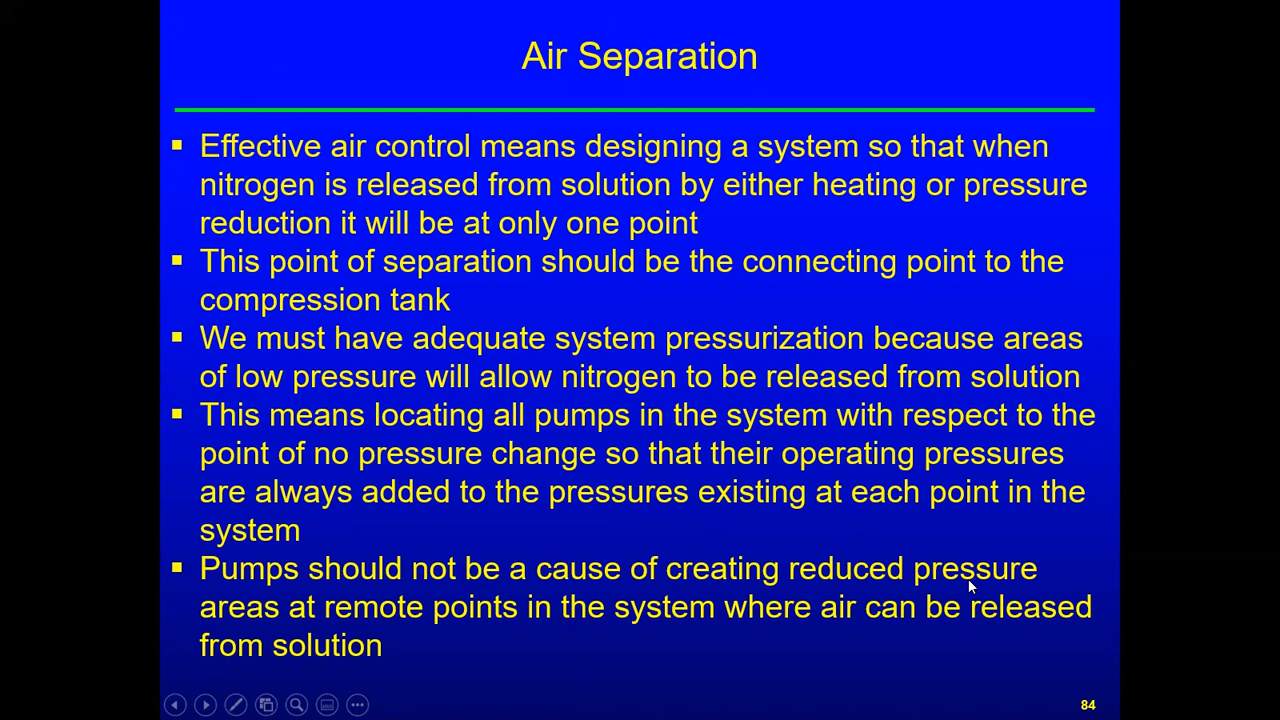 Air Separation
▪ Effective air control means designing a system so that when
nitrogen is released from solution by either heating or pressure
reduction it will be at only one point
▪ This point of separation should be the connecting point to the
compression tank
▪ We must have adequate system pressurization because areas
of low pressure will allow nitrogen to be released from solution
▪ This means locating all pumps in the system with respect to the
point of no pressure change so that their operating pressures
are always added to the pressures existing at each point in the
system
▪ Pumps should not be a cause of creating reduced pressure
areas at remote points in the system where air can be released
from solution
84